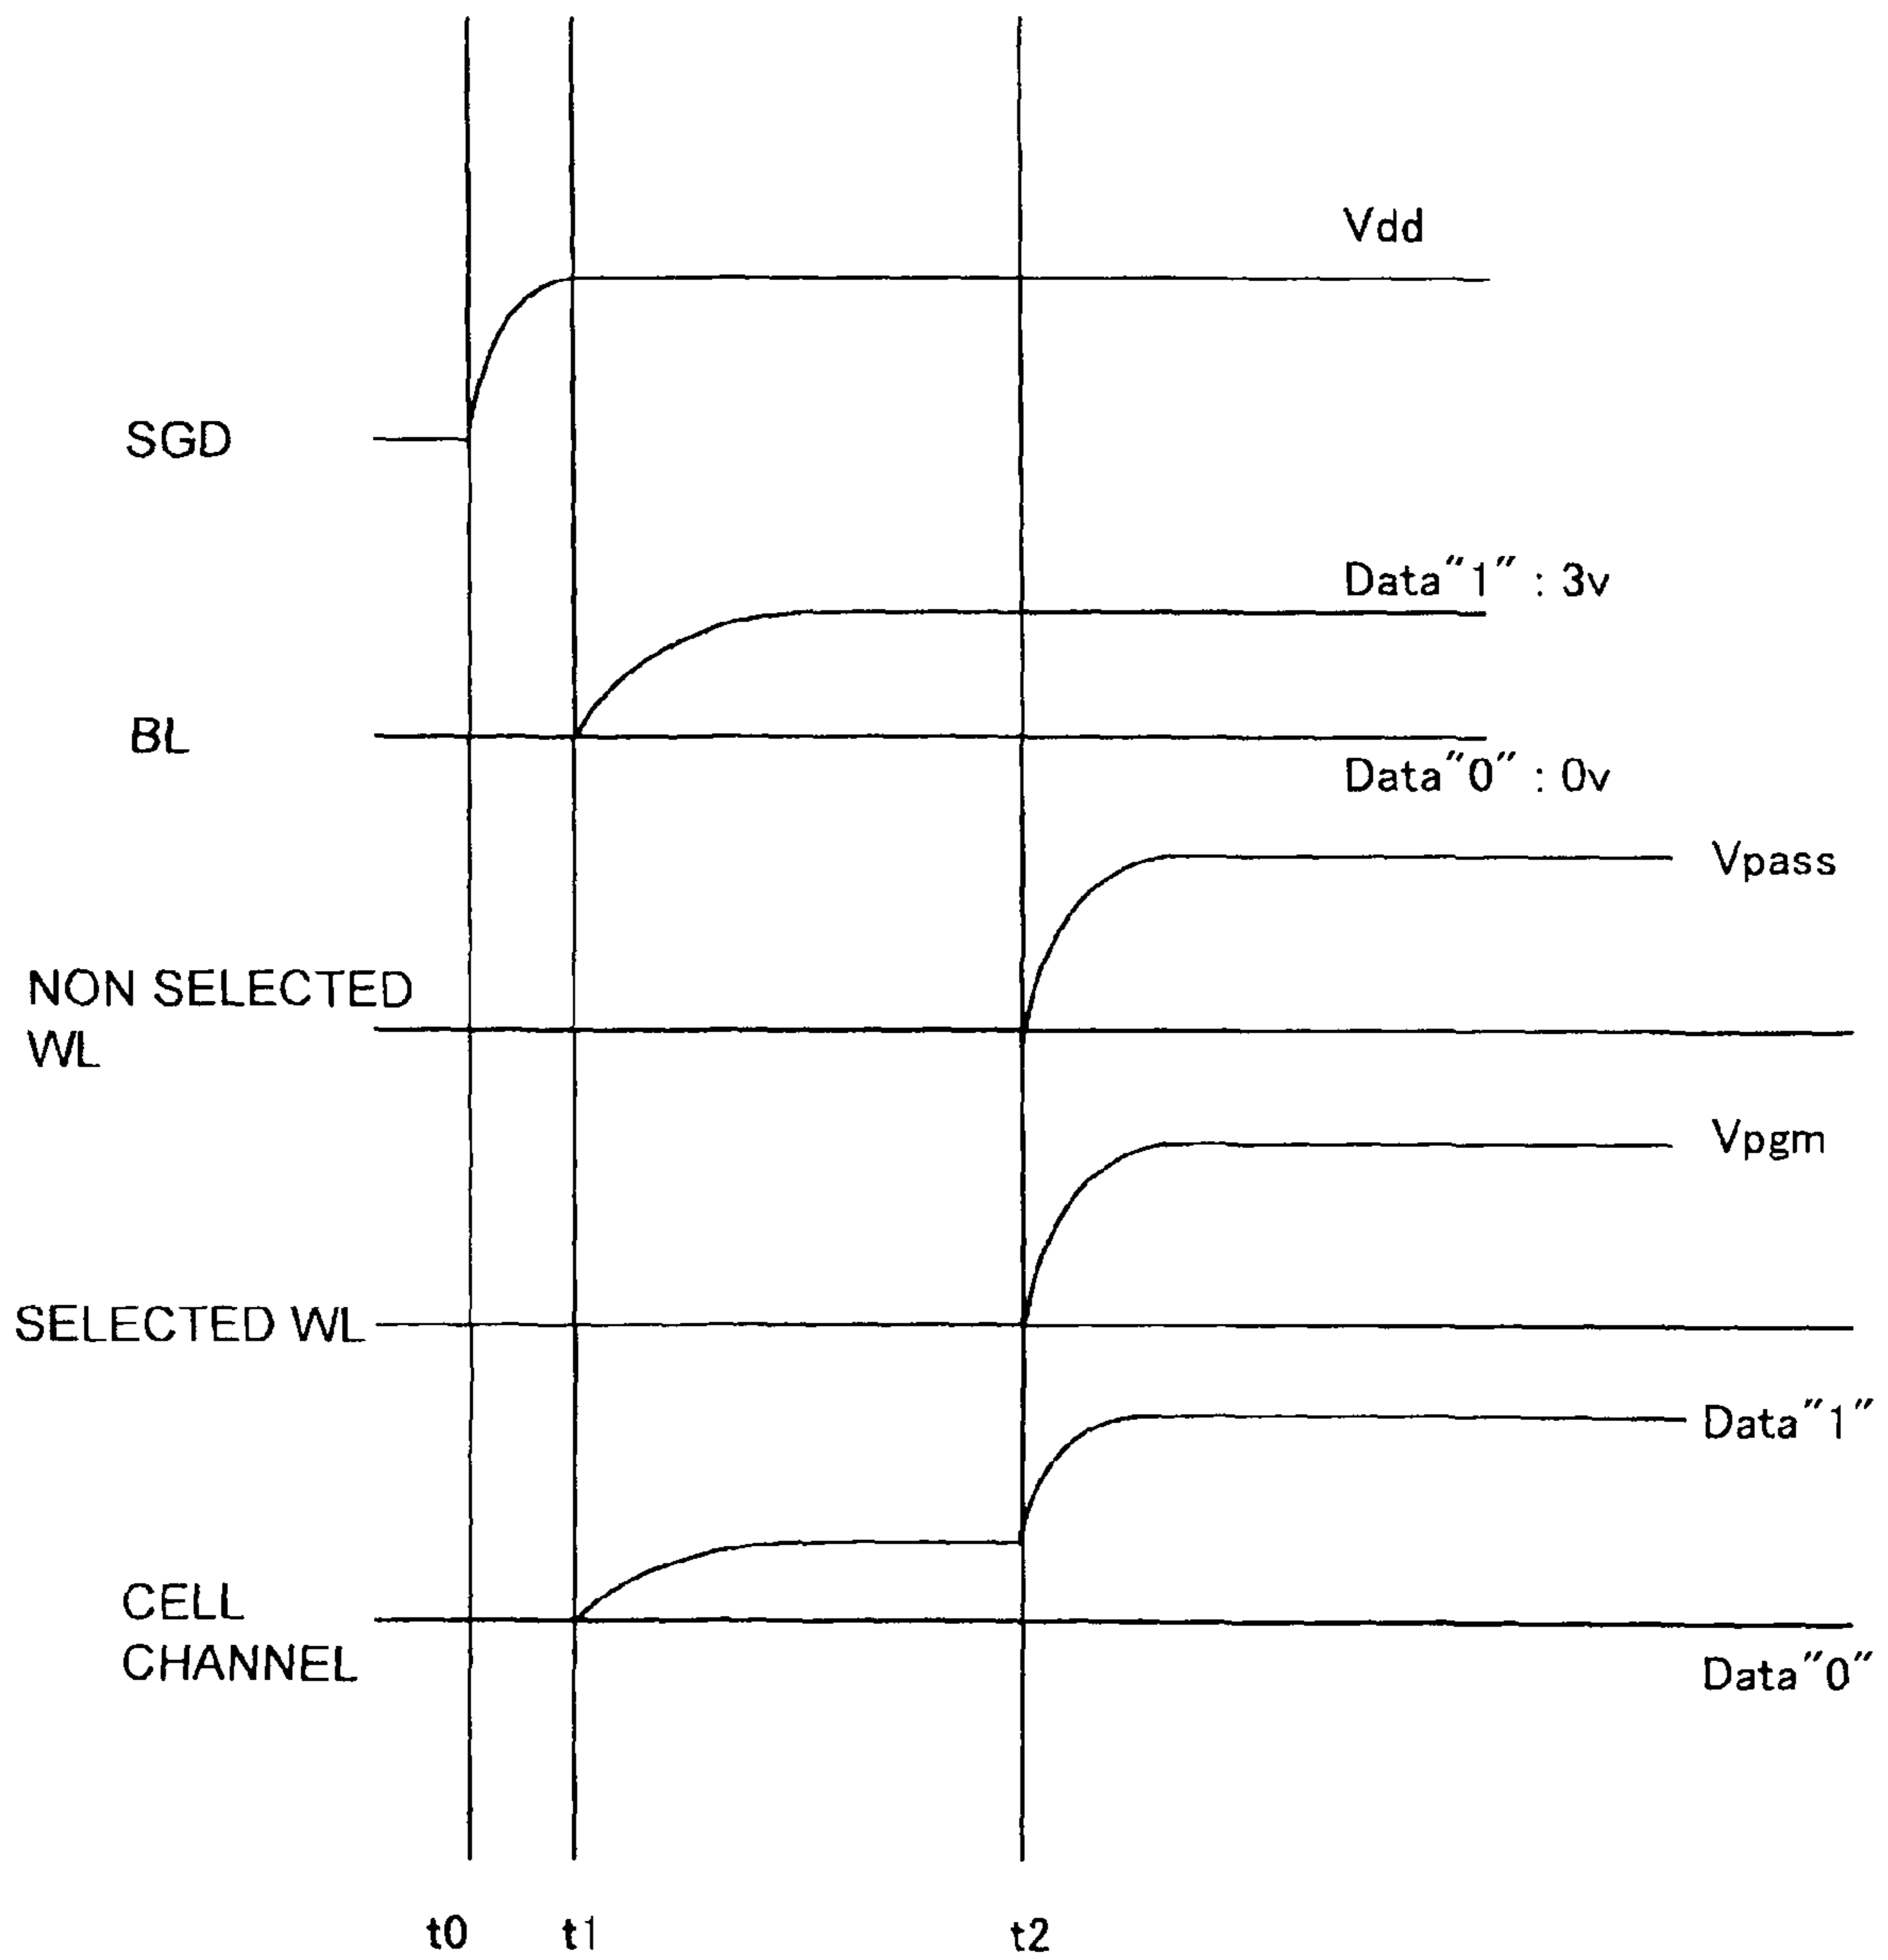 Vdd
SGD
Data"1" : 3v
BL
Data"0" : 0v
Vpass
NON SELECTED
WL
Vpgm
SELECTED WL
Data"1"
CELL
CHANNEL
Data"0"
t0 t1 t2